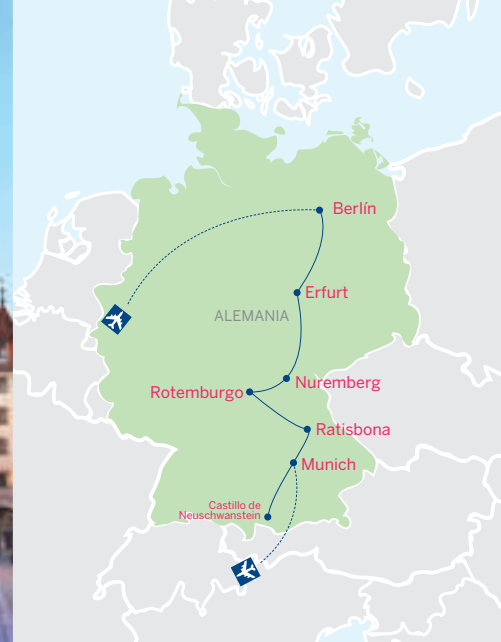 Berlín
Erfurt
ALEMANIA
Nuremberg
Rotemburgo
Ratisbona
Munich
Castillo de
Neuschwanstein